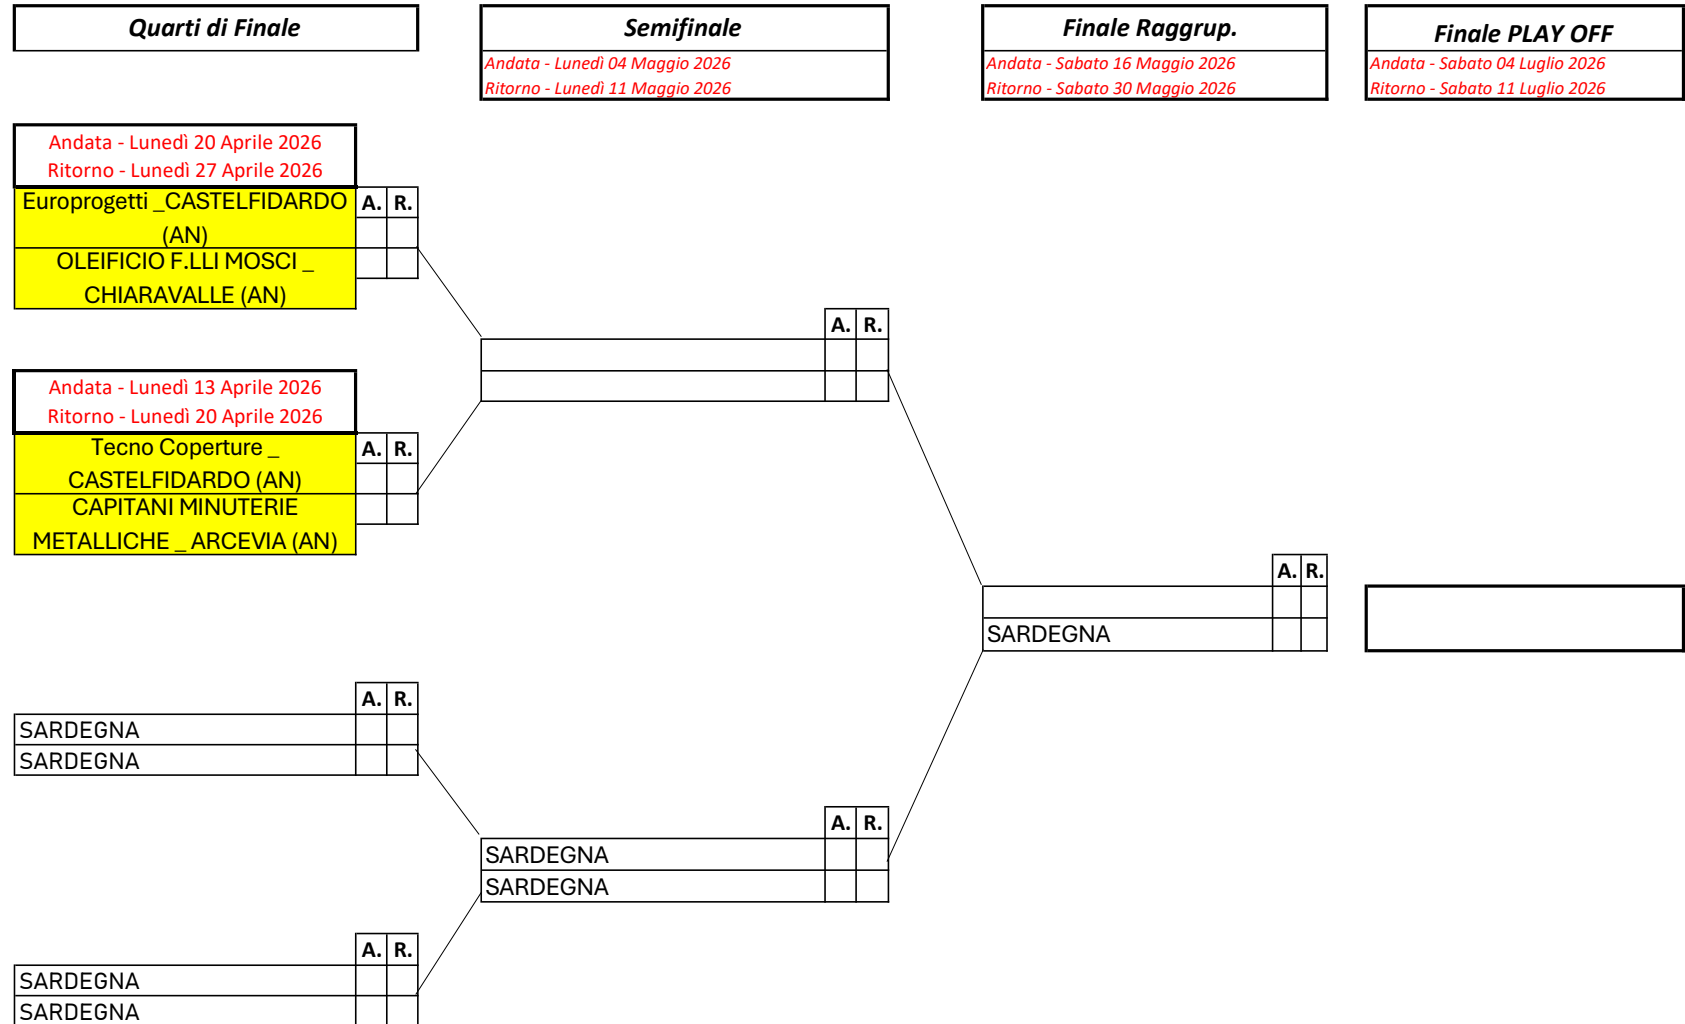 Quarti di Finale
Semifinale
Finale Raggrup.
Finale PLAY OFF
Andata - Lunedì 04 Maggio 2026
Ritorno - Lunedì 11 Maggio 2026
Andata - Sabato 16 Maggio 2026
Ritorno - Sabato 30 Maggio 2026
Andata - Sabato 04 Luglio 2026
Ritorno - Sabato 11 Luglio 2026
Andata - Lunedì 20 Aprile 2026
Ritorno - Lunedì 27 Aprile 2026
Europrogetti _CASTELFIDARDO
(AN)
A. R.
OLEIFICIO F.LLI MOSCI _
CHIARAVALLE (AN)
A. R.
Andata - Lunedì 13 Aprile 2026
Ritorno - Lunedì 20 Aprile 2026
Tecno Coperture _
CASTELFIDARDO (AN)
A. R.
CAPITANI MINUTERIE
METALLICHE _ ARCEVIA (AN)
A. R.
SARDEGNA
A. R.
SARDEGNA
SARDEGNA
A. R.
SARDEGNA
SARDEGNA
A. R.
SARDEGNA
SARDEGNA